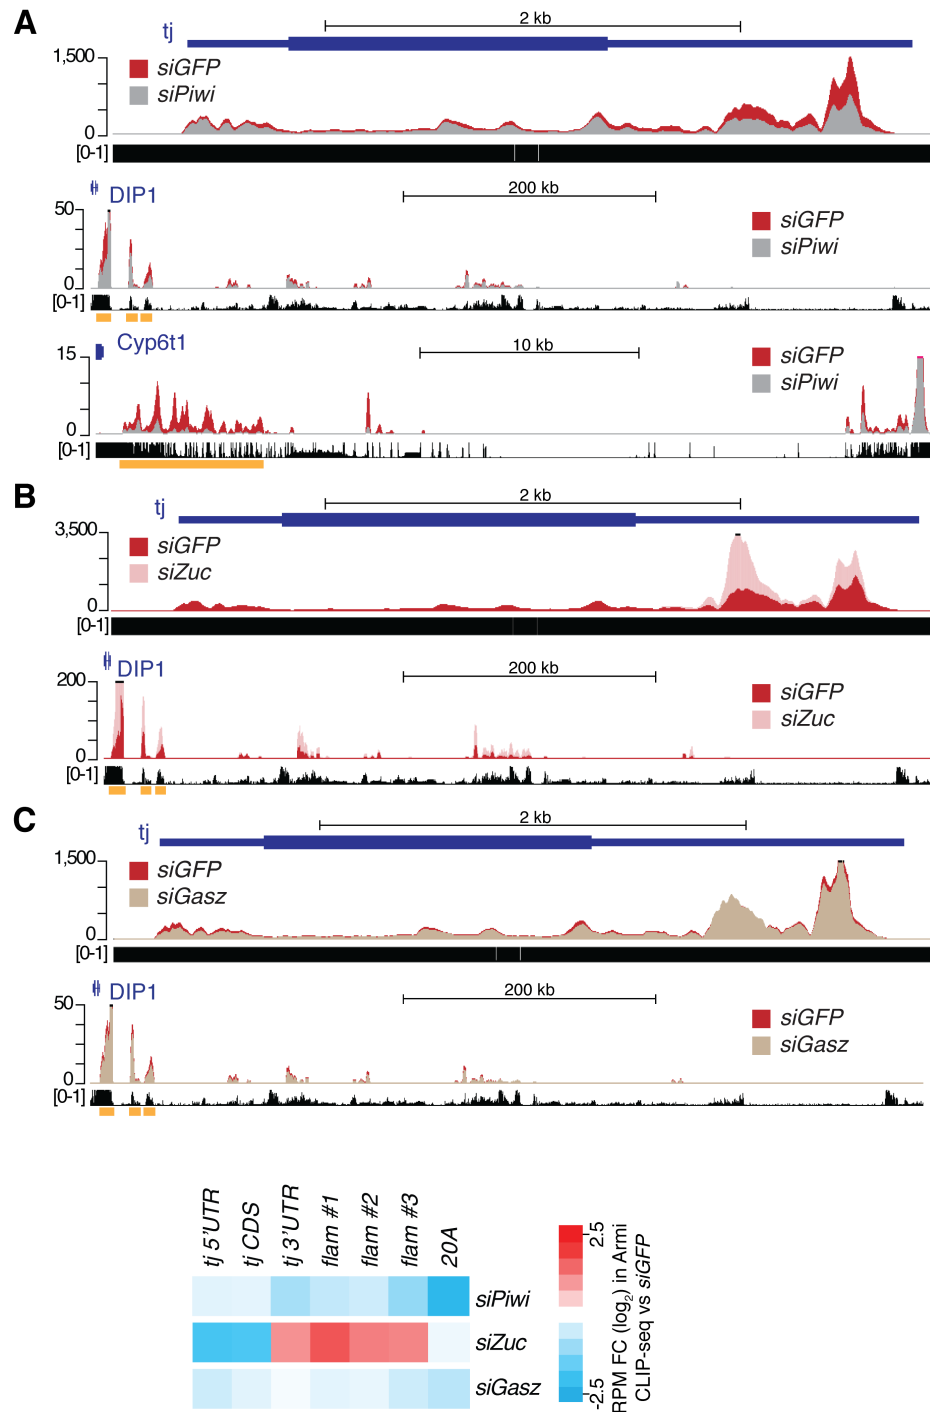 A
2 kb
tj
1,500
siGFP
siPiwi
0
[0-1]
DIP1
200 kb
50
siGFP
siPiwi
0
[0-1]
Cyp6t1
10 kb
15
siGFP
siPiwi
0
[0-1]
B
2 kb
tj
3,500
siGFP
siZuc
0
[0-1]
DIP1
200 kb
200
siGFP
siZuc
0
[0-1]
C
2 kb
tj
1,500
siGFP
siGasz
0
[0-1]
DIP1
200 kb
50
siGFP
siGasz
0
[0-1]
tj 5'UTR
tj CDS
tj 3'UTR
flam #1
flam #2
flam #3
20A
siPiwi
siZuc
siGasz
2.5
-2.5
RPM FC (log2) in Armi
CLIP-seq vs siGFP